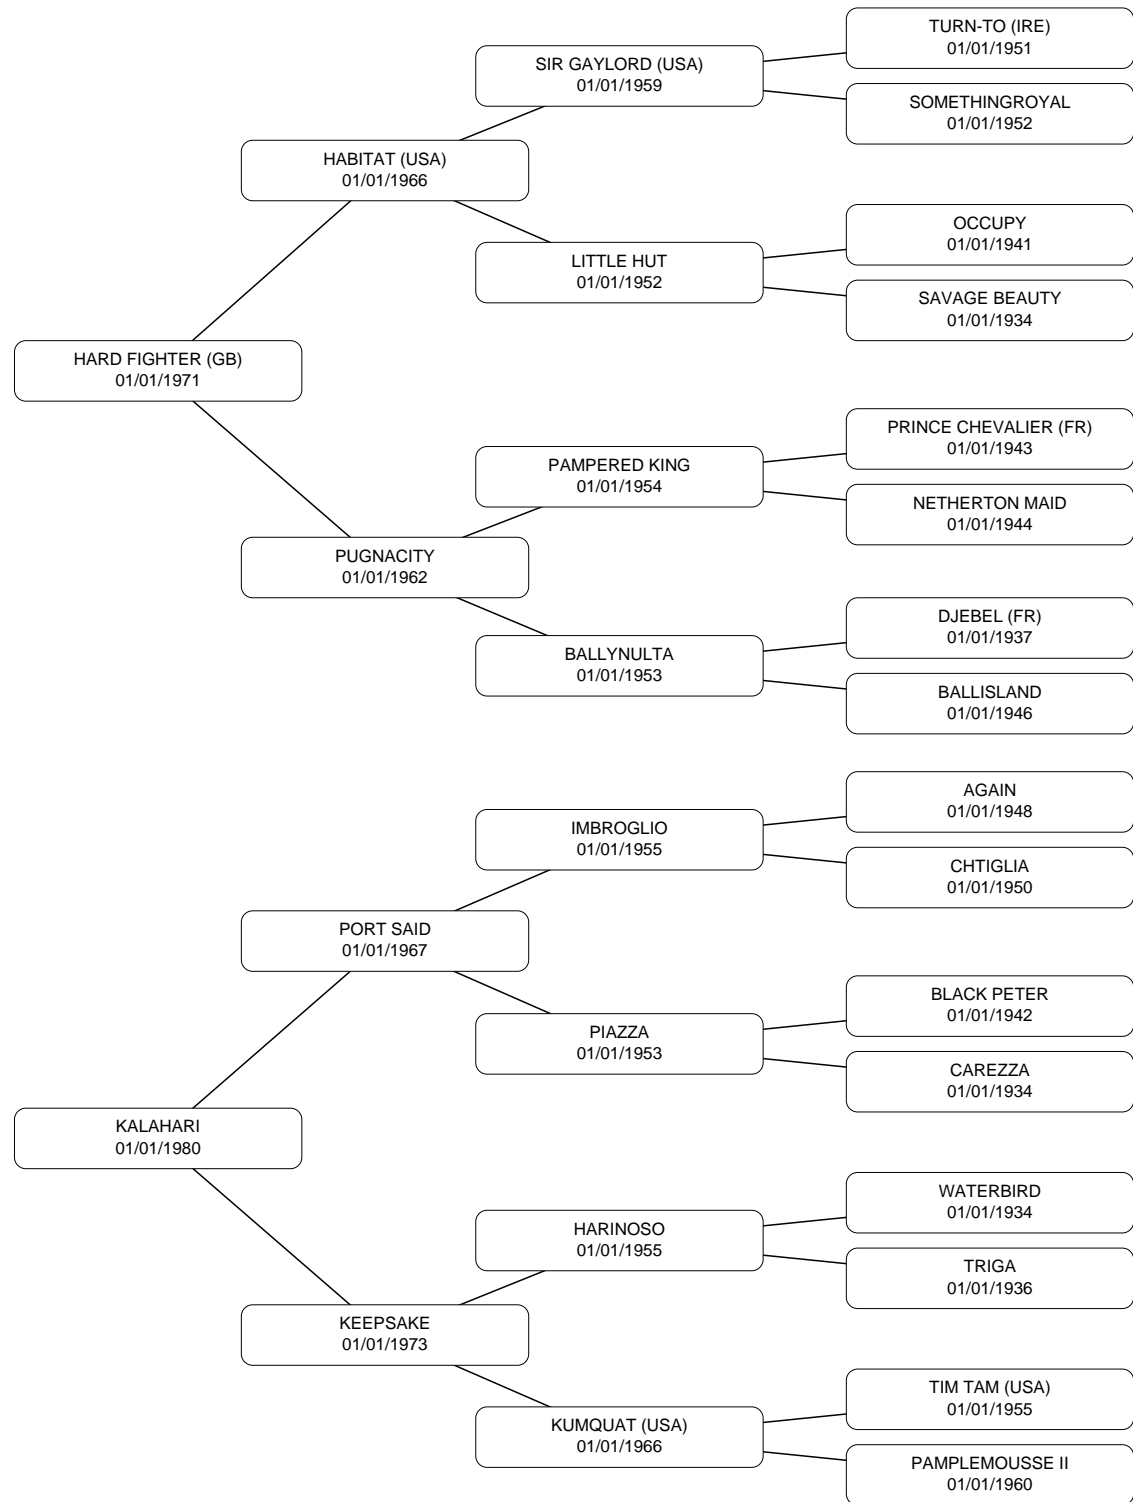 TURN-TO (IRE)
01/01/1951
SIR GAYLORD (USA)
01/01/1959
SOMETHINGROYAL
01/01/1952
HABITAT (USA)
01/01/1966
OCCUPY
01/01/1941
LITTLE HUT
01/01/1952
SAVAGE BEAUTY
01/01/1934
HARD FIGHTER (GB)
01/01/1971
PRINCE CHEVALIER (FR)
01/01/1943
PAMPERED KING
01/01/1954
NETHERTON MAID
01/01/1944
PUGNACITY
01/01/1962
DJEBEL (FR)
01/01/1937
BALLYNULTA
01/01/1953
BALLISLAND
01/01/1946
AGAIN
01/01/1948
IMBROGLIO
01/01/1955
CHTIGLIA
01/01/1950
PORT SAID
01/01/1967
BLACK PETER
01/01/1942
PIAZZA
01/01/1953
CAREZZA
01/01/1934
KALAHARI
01/01/1980
WATERBIRD
01/01/1934
HARINOSO
01/01/1955
TRIGA
01/01/1936
KEEPSAKE
01/01/1973
TIM TAM (USA)
01/01/1955
KUMQUAT (USA)
01/01/1966
PAMPLEMOUSSE II
01/01/1960